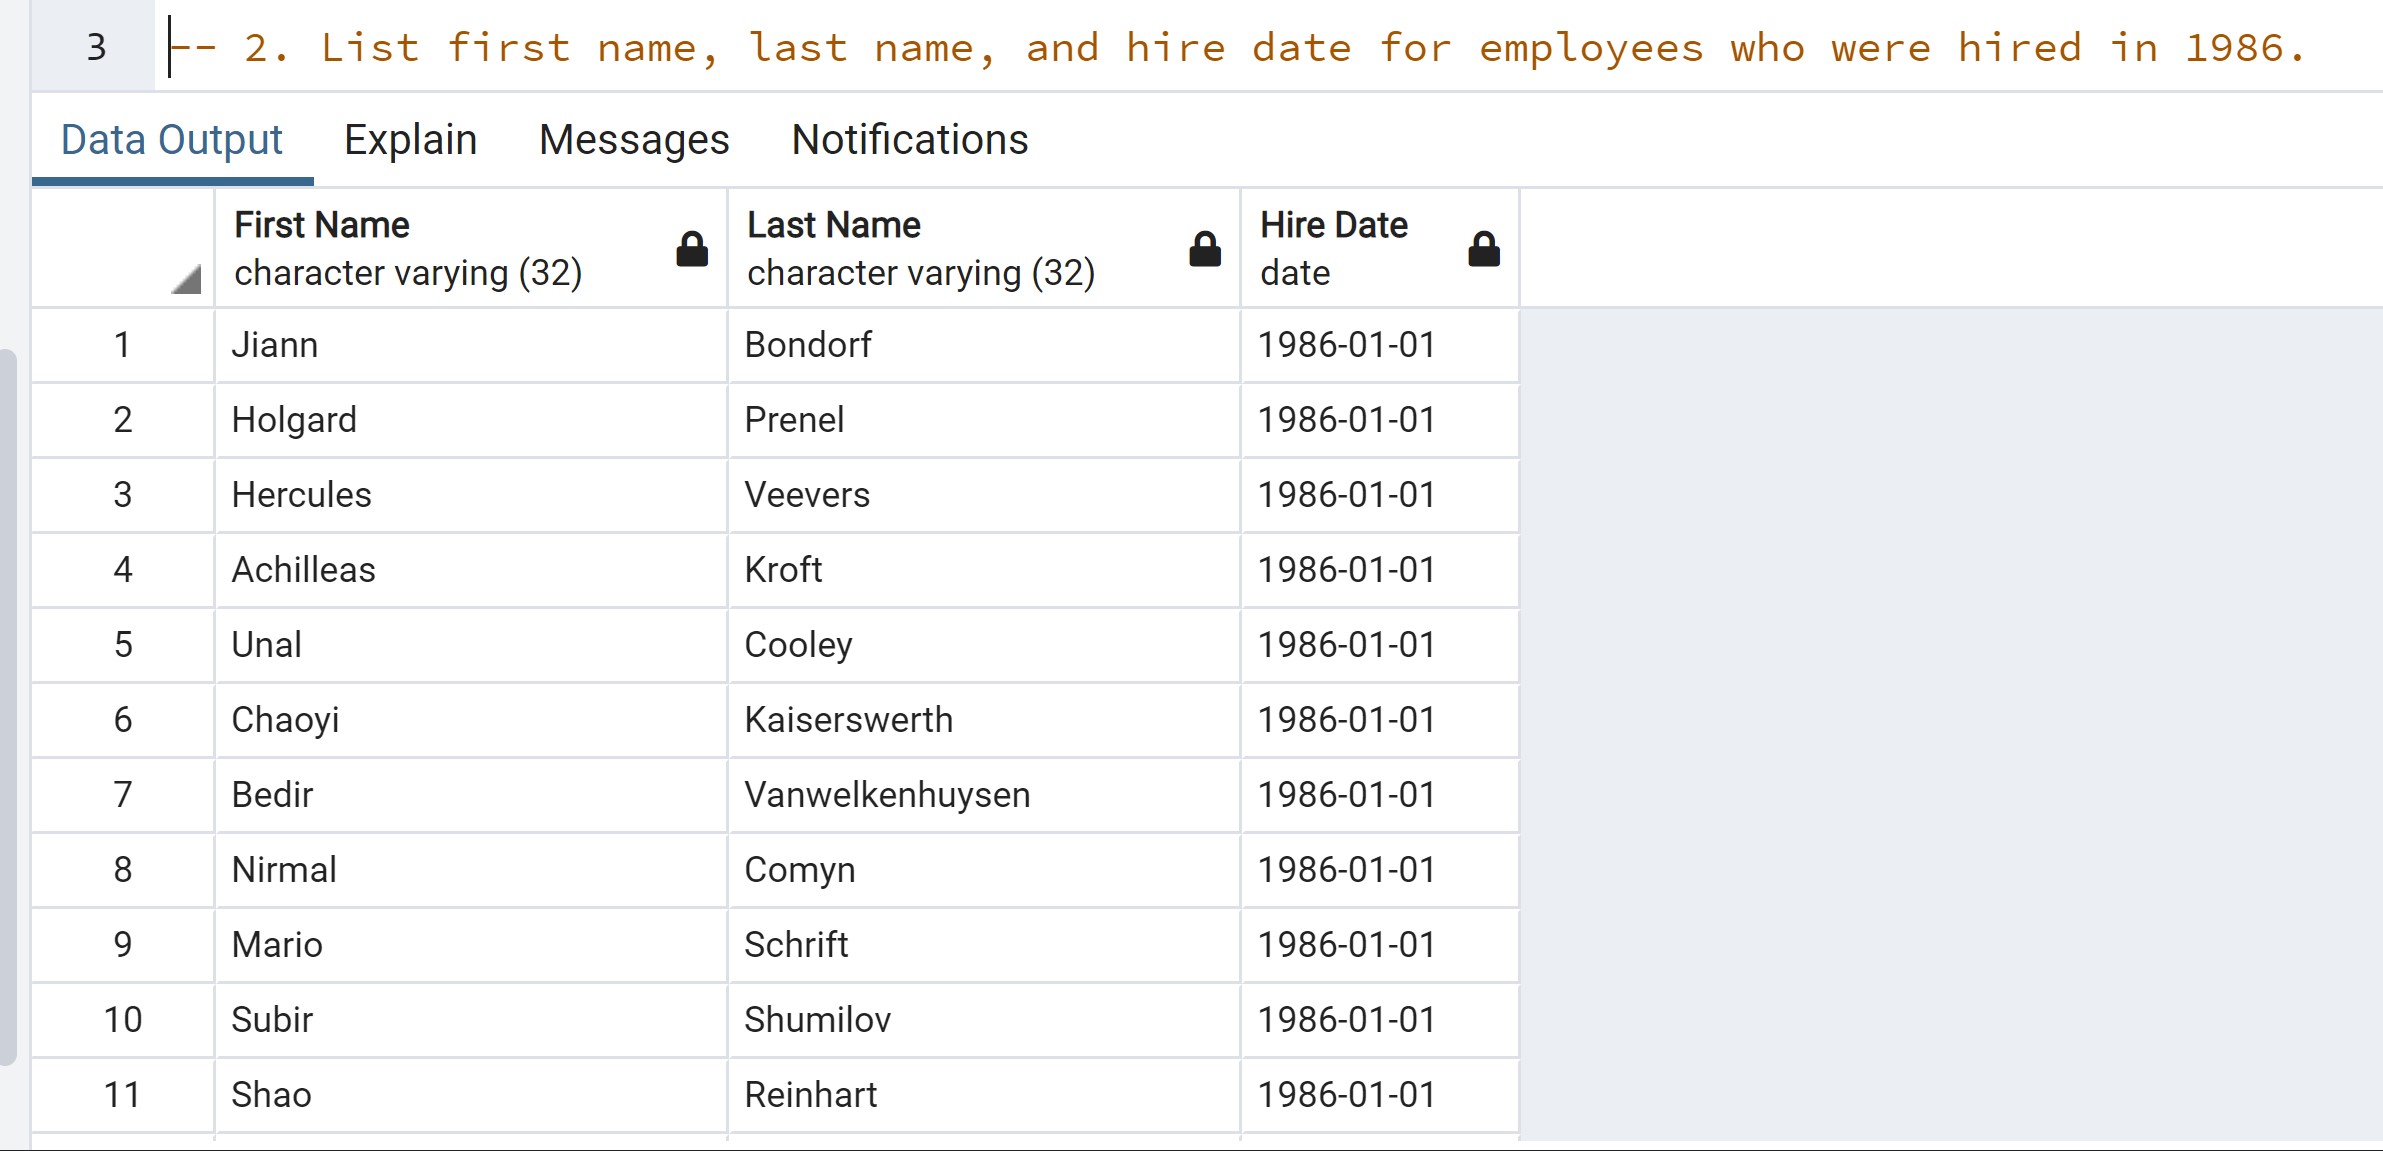 3 -- 2. List first name, last name, and hire date for employees who were hired in 1986.
Data Output Explain Messages Notifications
First Name Last Name Hire Date
character varying (32) character varying (32) date
1 Jiann Bondorf 1986-01-01
2 Holgard Prenel 1986-01-01
3 Hercules Veevers 1986-01-01
4 Achilleas Kroft 1986-01-01
5 Unal Cooley 1986-01-01
6 Chaoyi Kaiserswerth 1986-01-01
7 Bedir Vanwelkenhuysen 1986-01-01
8 Nirmal Comyn 1986-01-01
9 Mario Schrift 1986-01-01
10 Subir Shumilov 1986-01-01
11 Shao Reinhart 1986-01-01